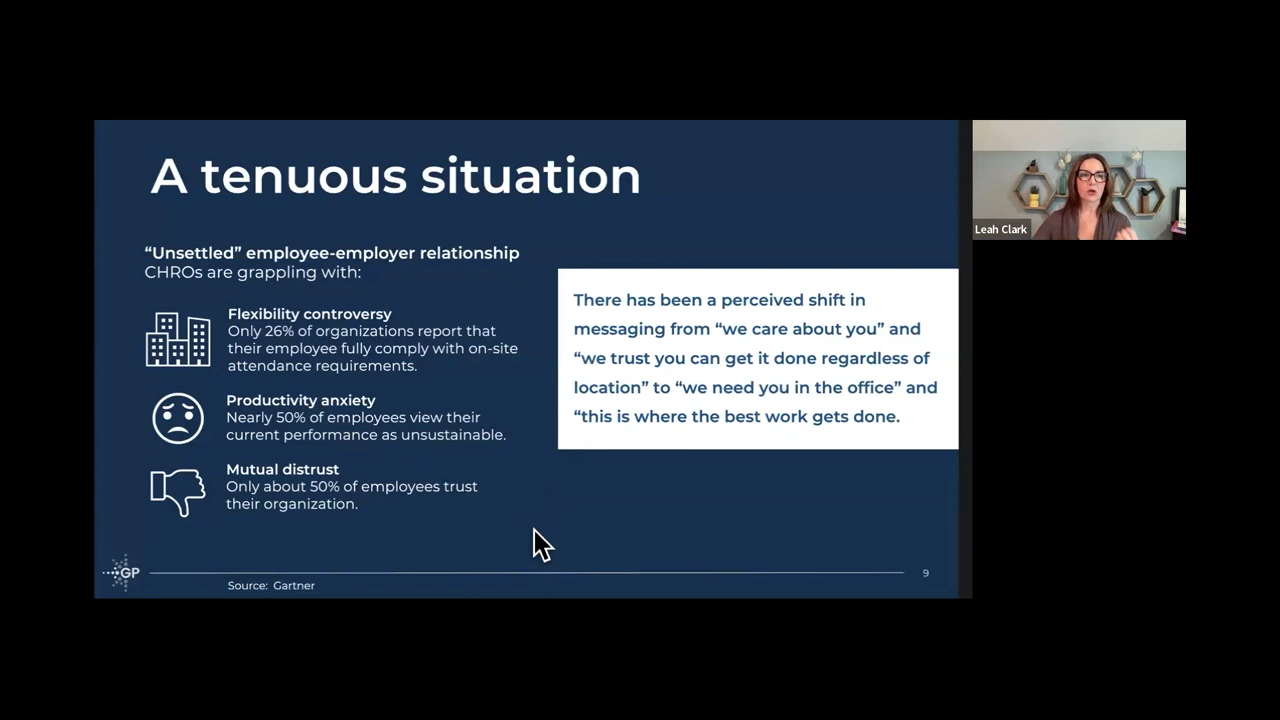 A tenuous situation
“Unsettled” employee-employer relationship
CHROs are grappling with:
Flexibility controversy
Only 26% of organizations report that
their employee fully comply with on-site
attendance requirements.
Productivity anxiety
Nearly 50% of employees view their
current performance as unsustainable.
Mutual distrust
Only about 50% of employees trust
their organization.
There has been a perceived shift in
messaging from “we care about you” and
“we trust you can get it done regardless of
location” to “we need you in the office” and
“this is where the best work gets done.
GP
Source: Gartner
9
Leah Clark